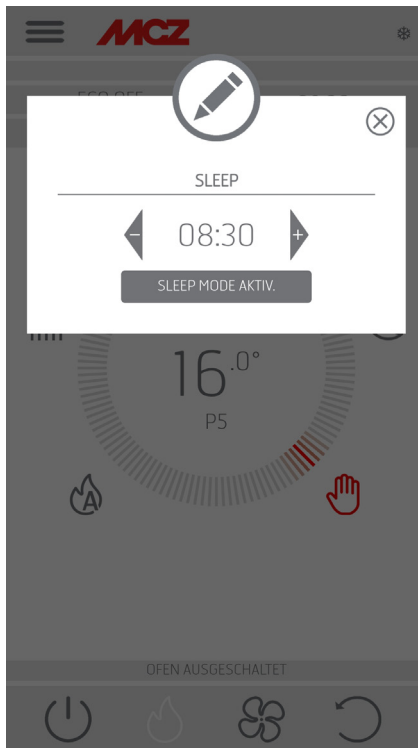 MCZ
SLEEP
- 08:30 +
SLEEP MODE AKTIV.
16.0°
P5
A
OFEN AUSGESCHALTET